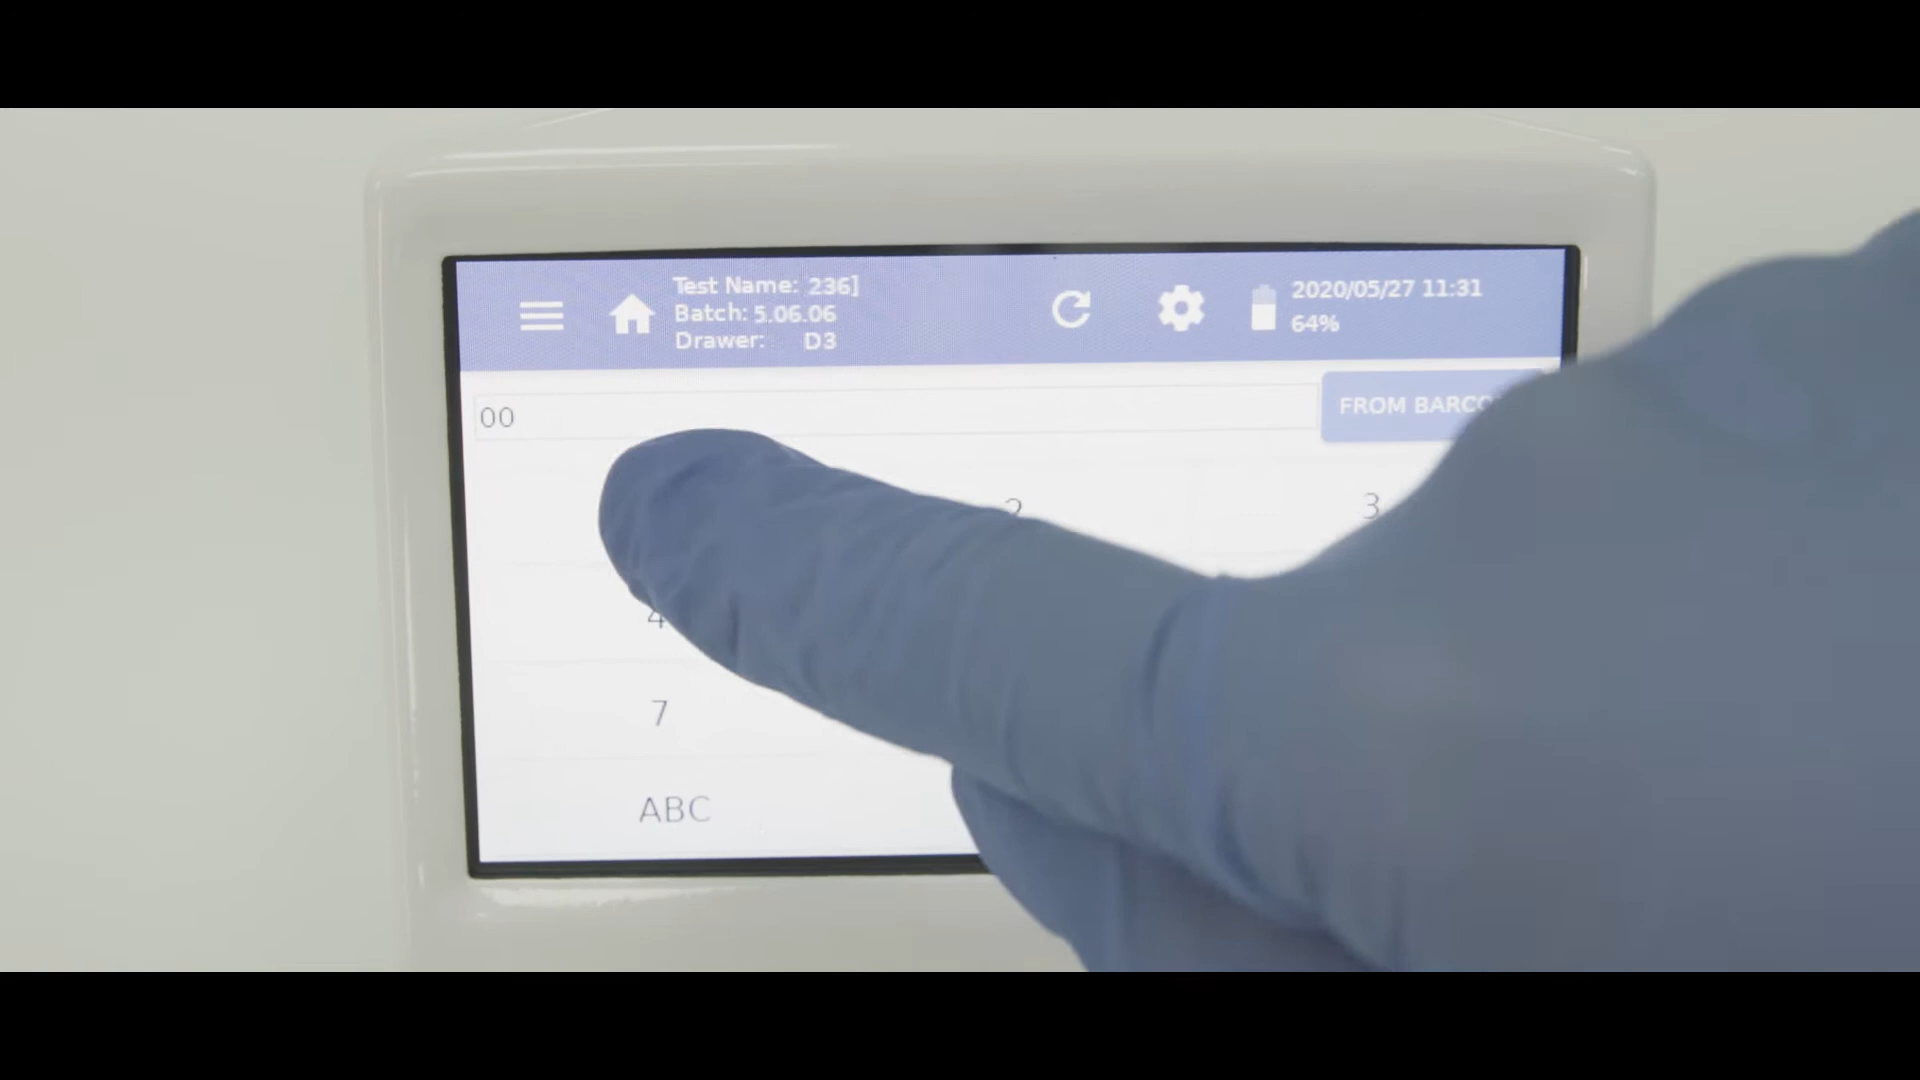 Test Name: 236]
Batch: 5.06.06
Drawer: D3
2020/05/27 11:31
64%
00
FROM
2
3
4
7
ABC